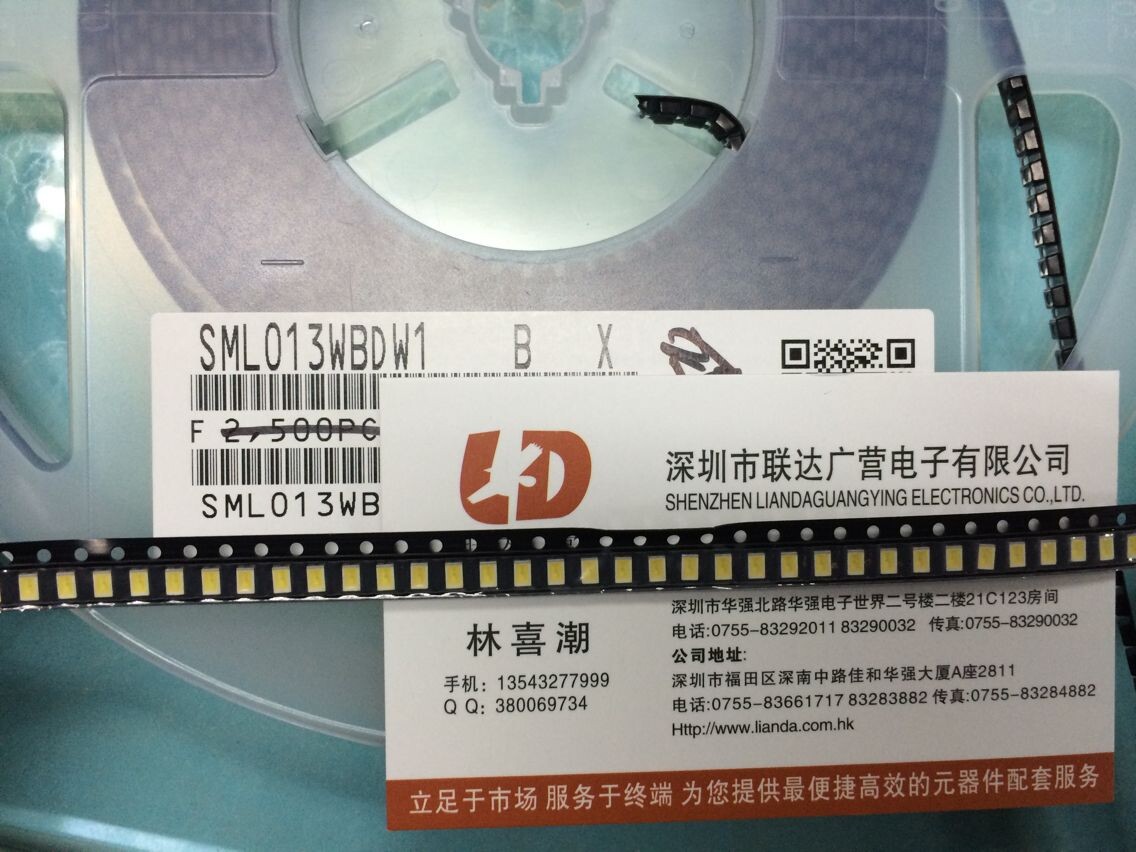 SML013WBDW1 B X
F 2,500PC
SML013WB
LD
深圳市联达广营电子有限公司
SHENZHEN LIANDAGUANGYING ELECTRONICS CO.,LTD.
深圳市华强北路华强电子世界二号楼二楼21C123房间
电话:0755-83292011 83290032 传真:0755-83290032
公司地址:
深圳市福田区深南中路佳和华强大厦A座2811
电话:0755-83661717 83283882 传真:0755-83284882
Http://www.lianda.com.hk
林喜潮
手机: 13543277999
Q Q: 380069734
立足于市场 服务于终端 为您提供最便捷高效的元器件配套服务